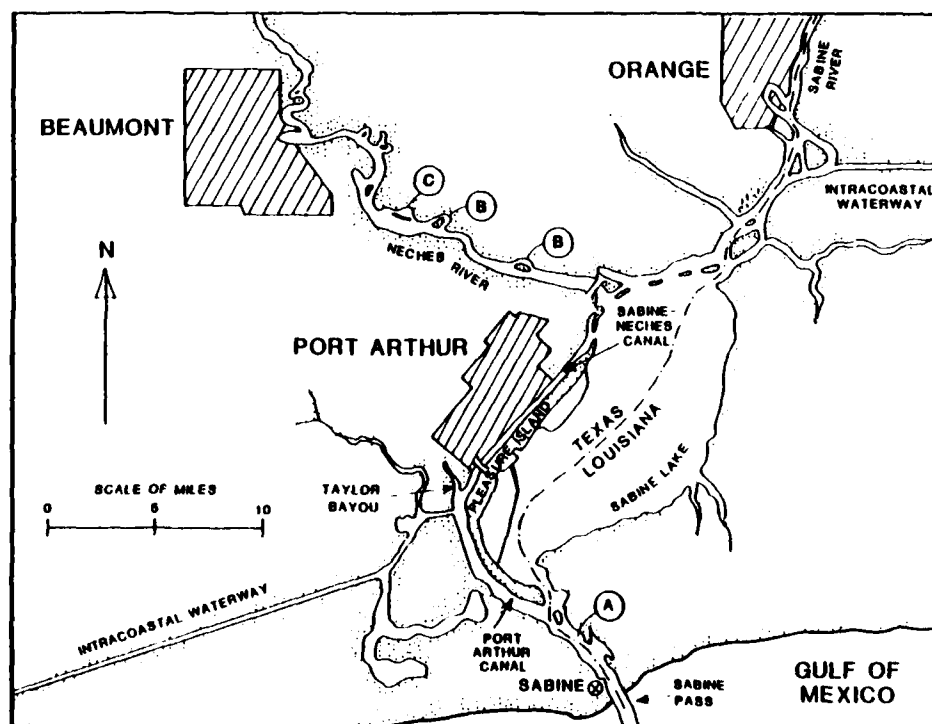 ORANGE
SABINE
RIVER
BEAUMONT
C
B
B
INTRACOASTAL
WATERWAY
N
NECHES
RIVER
SABINE-
NECHES
CANAL
PORT ARTHUR
TEXAS
LOUISIANA
PLEASURE ISLAND
SABINE LAKE
SCALE OF MILES
0 5 10
TAYLOR
BAYOU
INTRACOASTAL WATERWAY
A
PORT
ARTHUR
CANAL
SABINE
SABINE
PASS
GULF OF
MEXICO